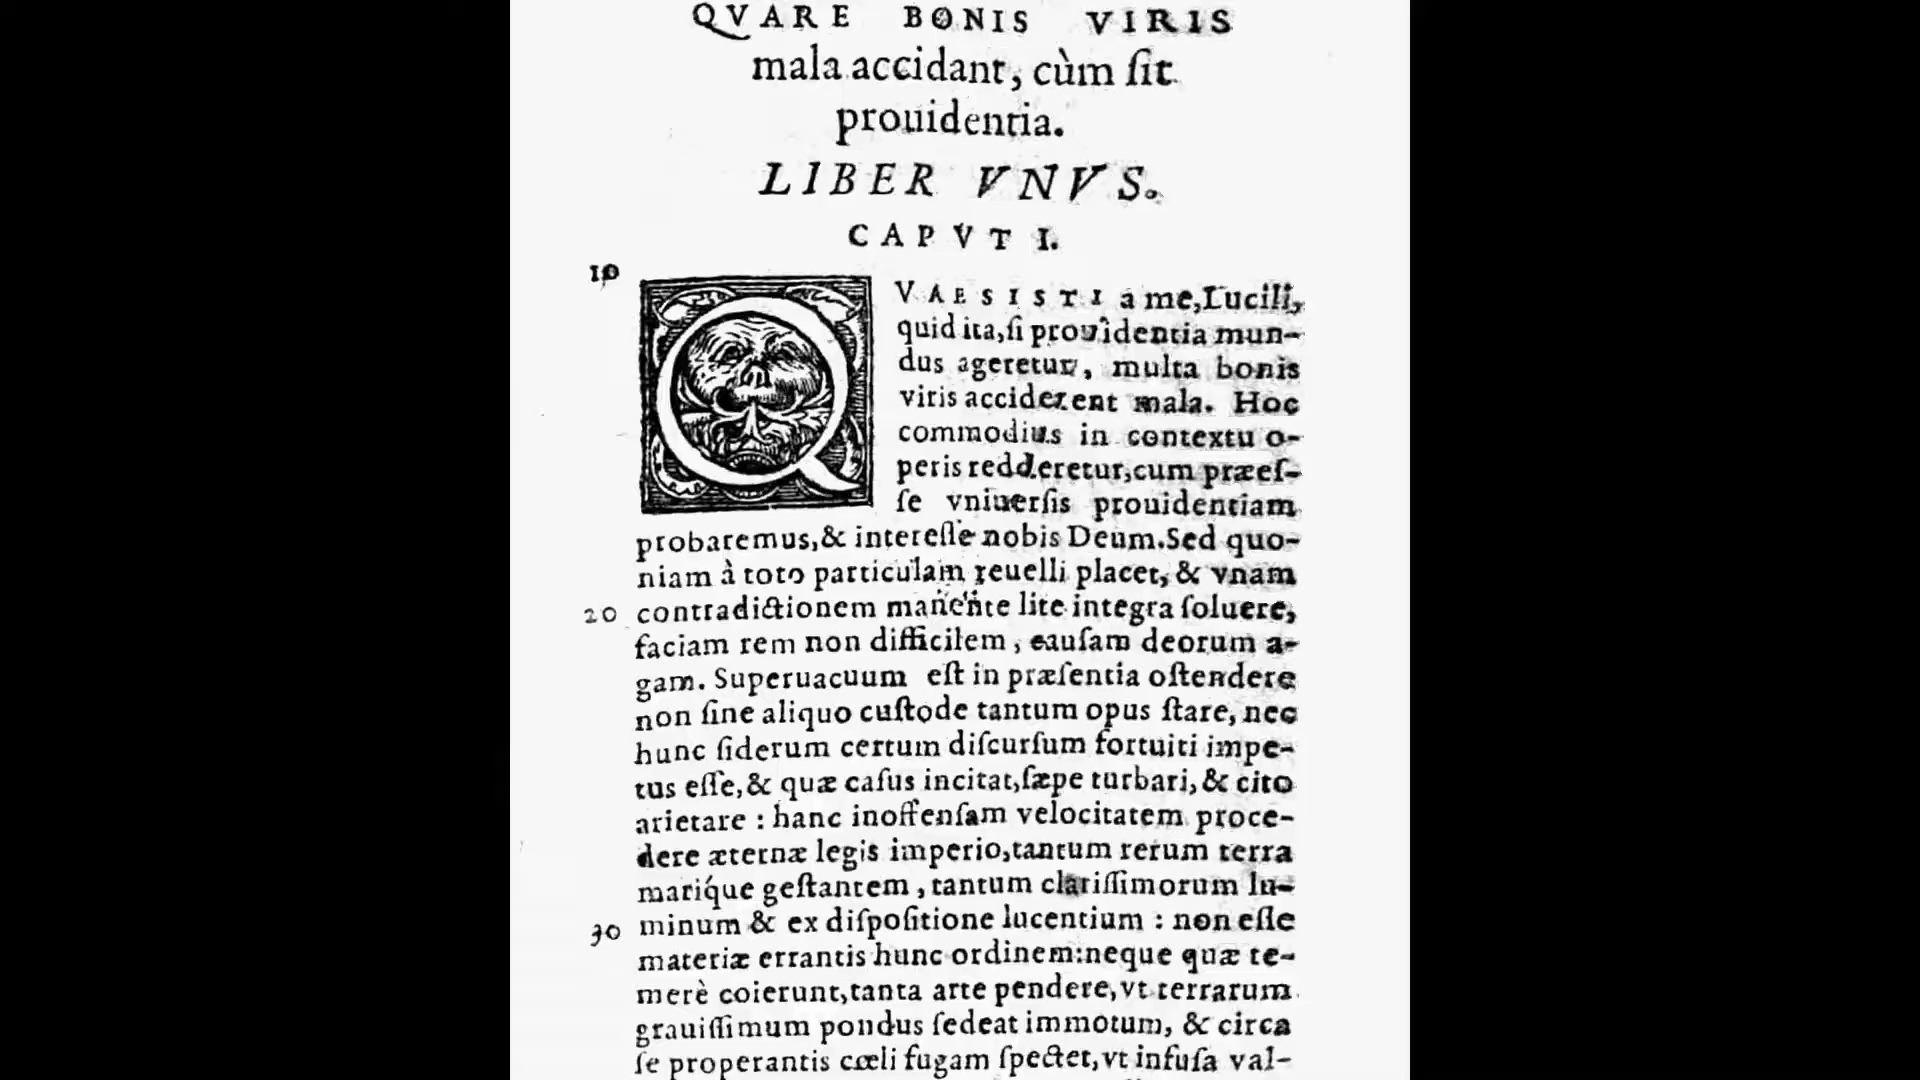 QVARE BONIS VIRIS
mala accidant, cùm ſit
prouidentia.
LIBER VNVS.
CAPVT I.
10
QVAESISTI a me, Lucili,
quid ita, ſi prouidentia mun-
dus ageretur, multa bonis
viris acciderent mala. Hoc
commodius in contextu o-
peris redderetur, cum præeſ-
ſe vniuerſis prouidentiam
probaremus, & intereſſe nobis Deum. Sed quo-
niam à toto particulam reuelli placet, & vnam
20 contradictionem manente lite integra ſoluere,
faciam rem non difficilem, cauſam deorum a-
gam. Superuacuum eſt in præſentia oſtendere
non ſine aliquo cuſtode tantum opus ſtare, nec
hunc ſiderum certum diſcurſum fortuiti impe-
tus eſſe, & quæ caſus incitat, ſæpe turbari, & cito
arietare : hanc inoffenſam velocitatem proce-
dere æternæ legis imperio, tantum rerum terra
mariq́ue geſtantem, tantum clariſſimorum lu-
30 minum & ex diſpoſitione lucentium : non eſſe
materiæ errantis hunc ordinem: neque quæ te-
merè coierunt, tanta arte pendere, vt terrarum
grauiſſimum pondus ſedeat immotum, & circa
ſe properantis cœli fugam ſpectet, vt infuſa val-